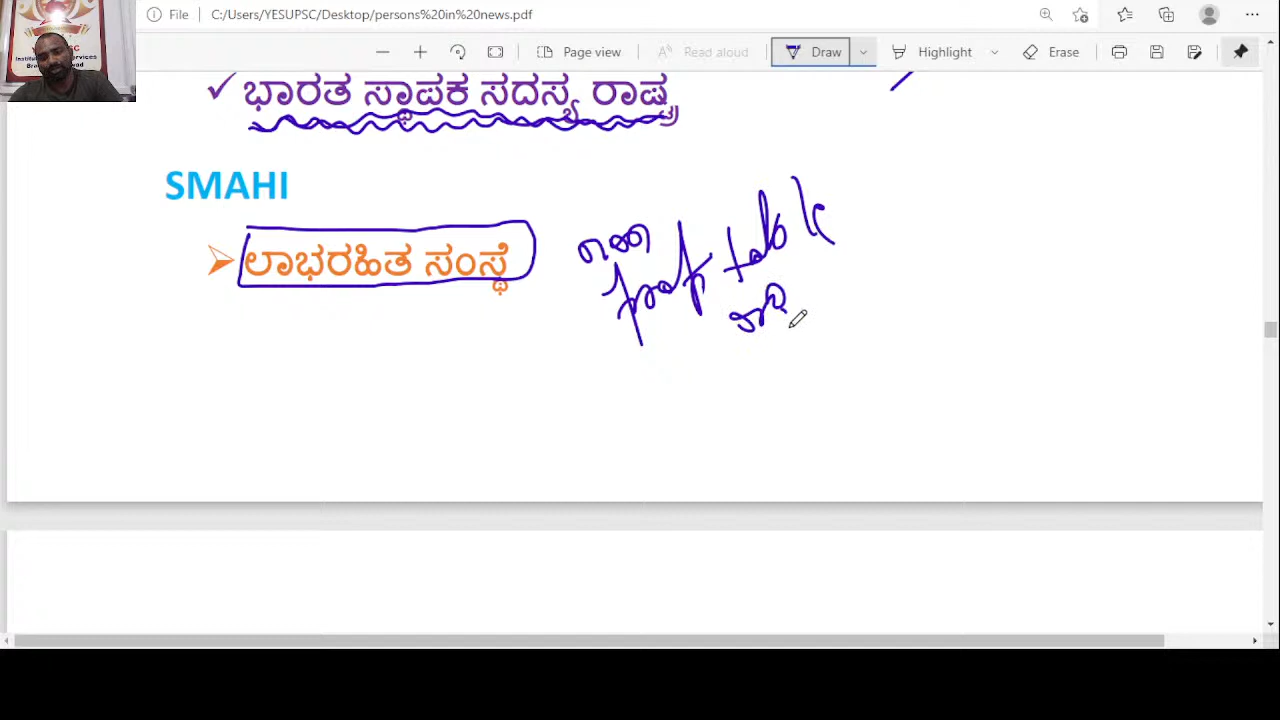 File C:/Users/YESUPSC/Desktop/persons%20in%20news.pdf
Page view Read aloud Draw Highlight Erase
✓ ಭಾರತ ಸ್ಥಾಪಕ ಸದಸ್ಯ ರಾಷ್ಟ್ರ
SMAHI
➢ ಲಾಭರಹಿತ ಸಂಸ್ಥೆ